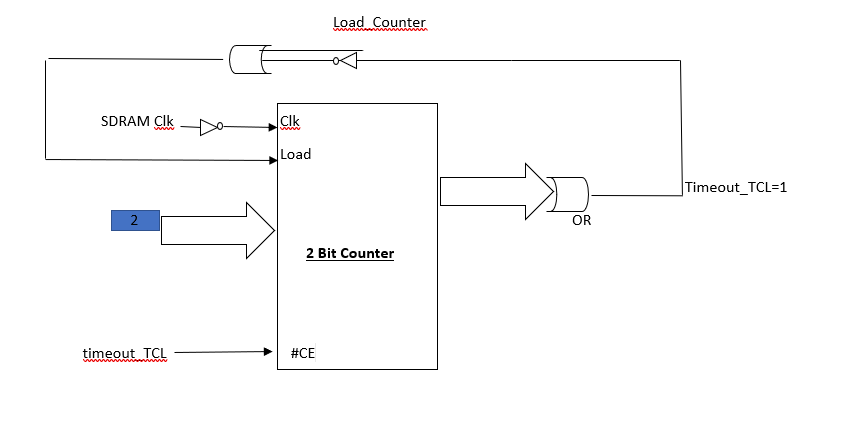 Load_Counter
SDRAM Clk
Clk
Load
Timeout_TCL=1
2
OR
2 Bit Counter
timeout_TCL
#CE